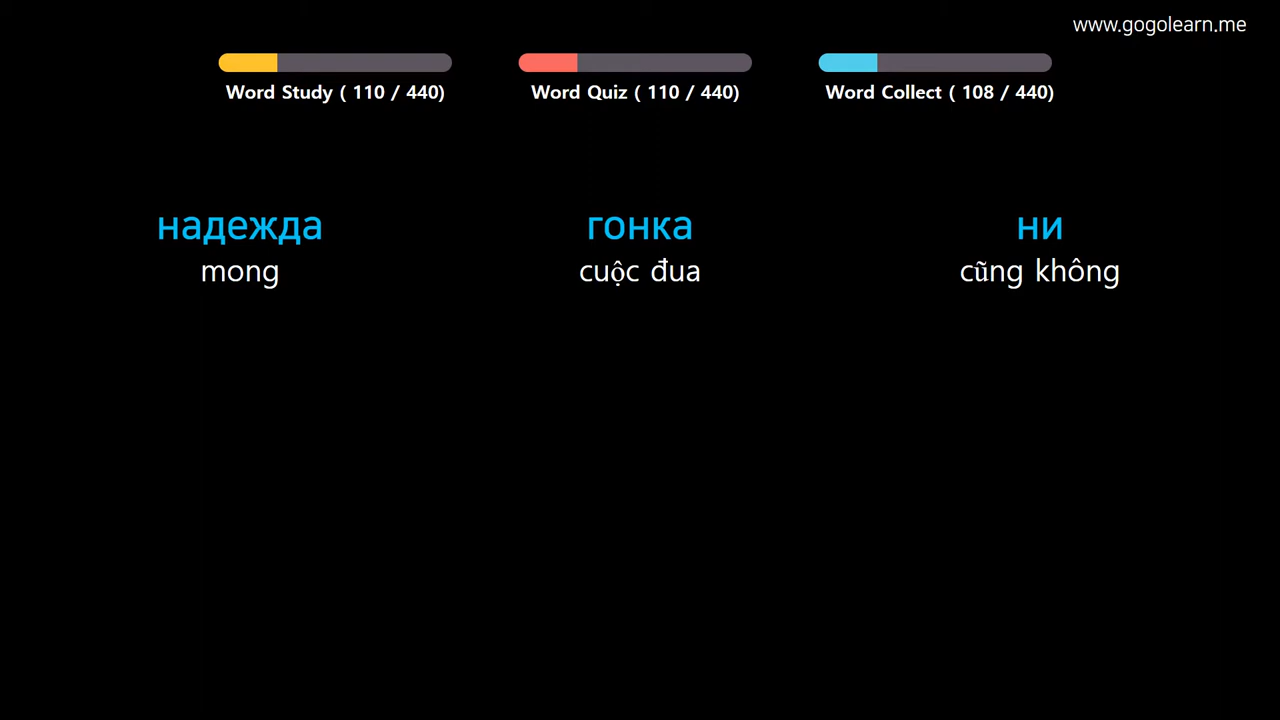 www.gogolearn.me
Word Study ( 110 / 440)
Word Quiz ( 110 / 440)
Word Collect ( 108 / 440)
надежда
mong
гонка
cuộc đua
ни
cũng không